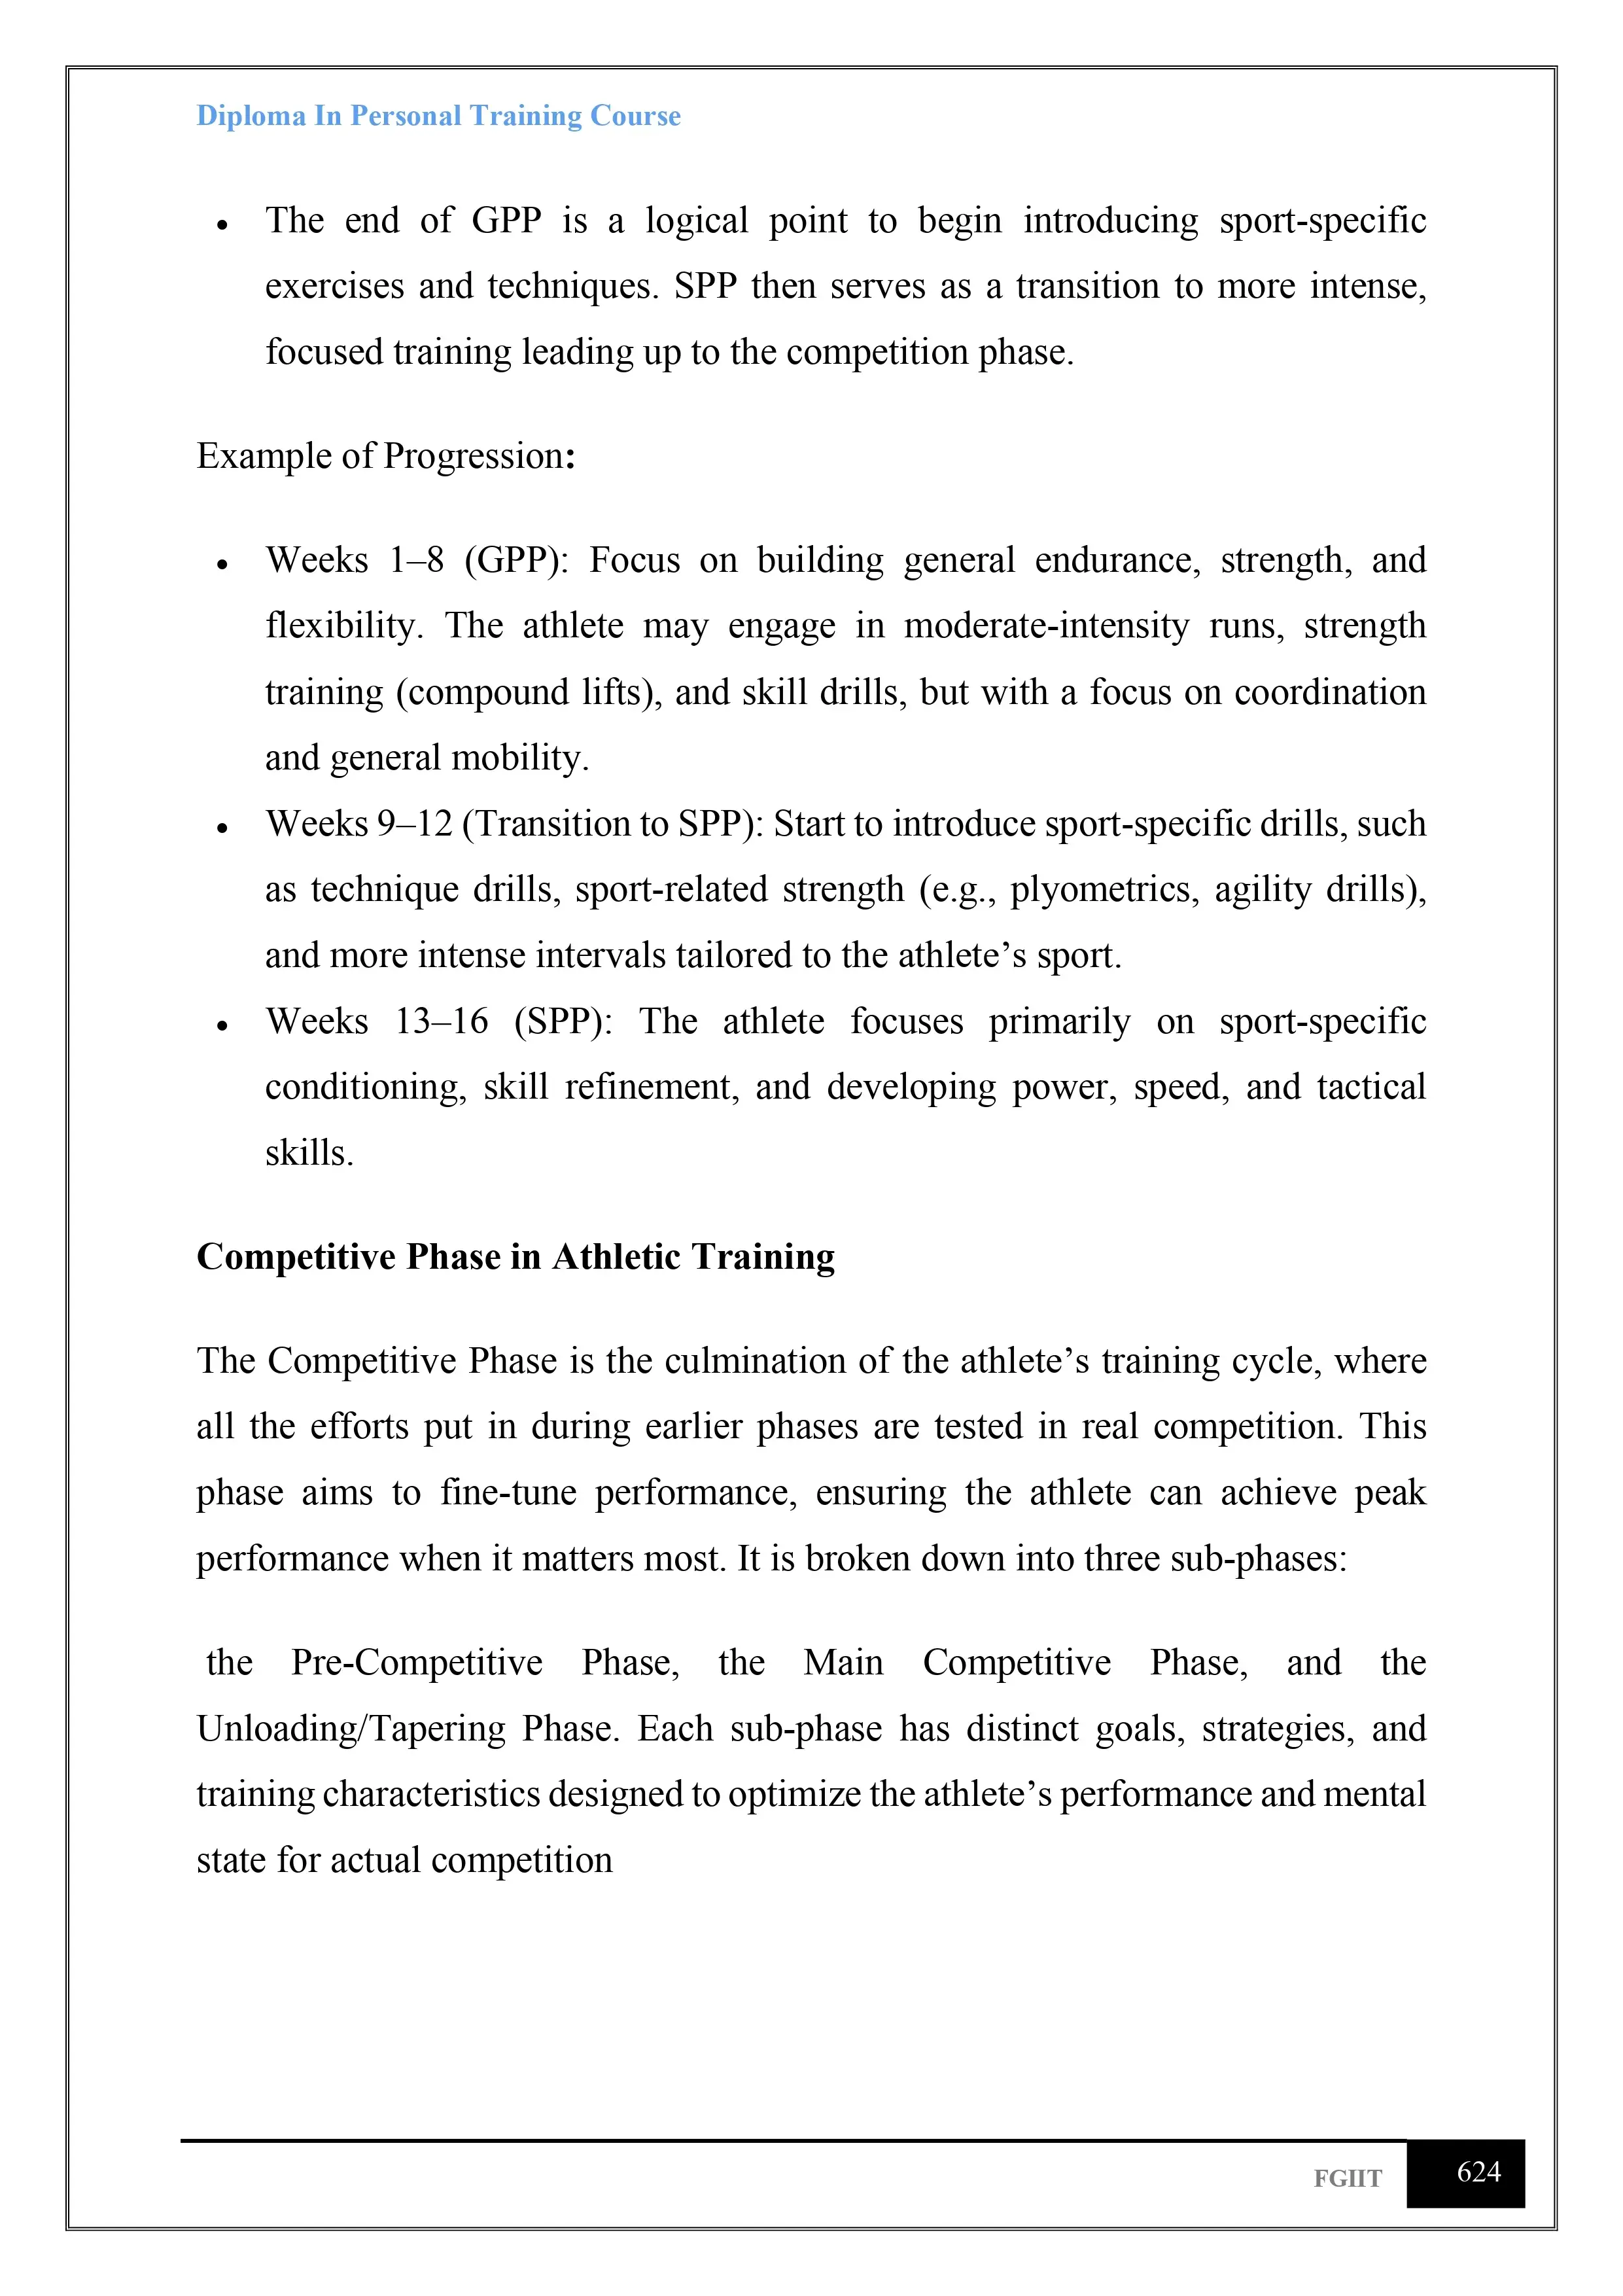 Diploma In Personal Training Course
• The end of GPP is a logical point to begin introducing sport-specific
exercises and techniques. SPP then serves as a transition to more intense,
focused training leading up to the competition phase.
Example of Progression:
• Weeks 1–8 (GPP): Focus on building general endurance, strength, and
flexibility. The athlete may engage in moderate-intensity runs, strength
training (compound lifts), and skill drills, but with a focus on coordination
and general mobility.
• Weeks 9–12 (Transition to SPP): Start to introduce sport-specific drills, such
as technique drills, sport-related strength (e.g., plyometrics, agility drills),
and more intense intervals tailored to the athlete’s sport.
• Weeks 13–16 (SPP): The athlete focuses primarily on sport-specific
conditioning, skill refinement, and developing power, speed, and tactical
skills.
Competitive Phase in Athletic Training
The Competitive Phase is the culmination of the athlete’s training cycle, where
all the efforts put in during earlier phases are tested in real competition. This
phase aims to fine-tune performance, ensuring the athlete can achieve peak
performance when it matters most. It is broken down into three sub-phases:
the Pre-Competitive Phase, the Main Competitive Phase, and the
Unloading/Tapering Phase. Each sub-phase has distinct goals, strategies, and
training characteristics designed to optimize the athlete’s performance and mental
state for actual competition
FGIIT 624